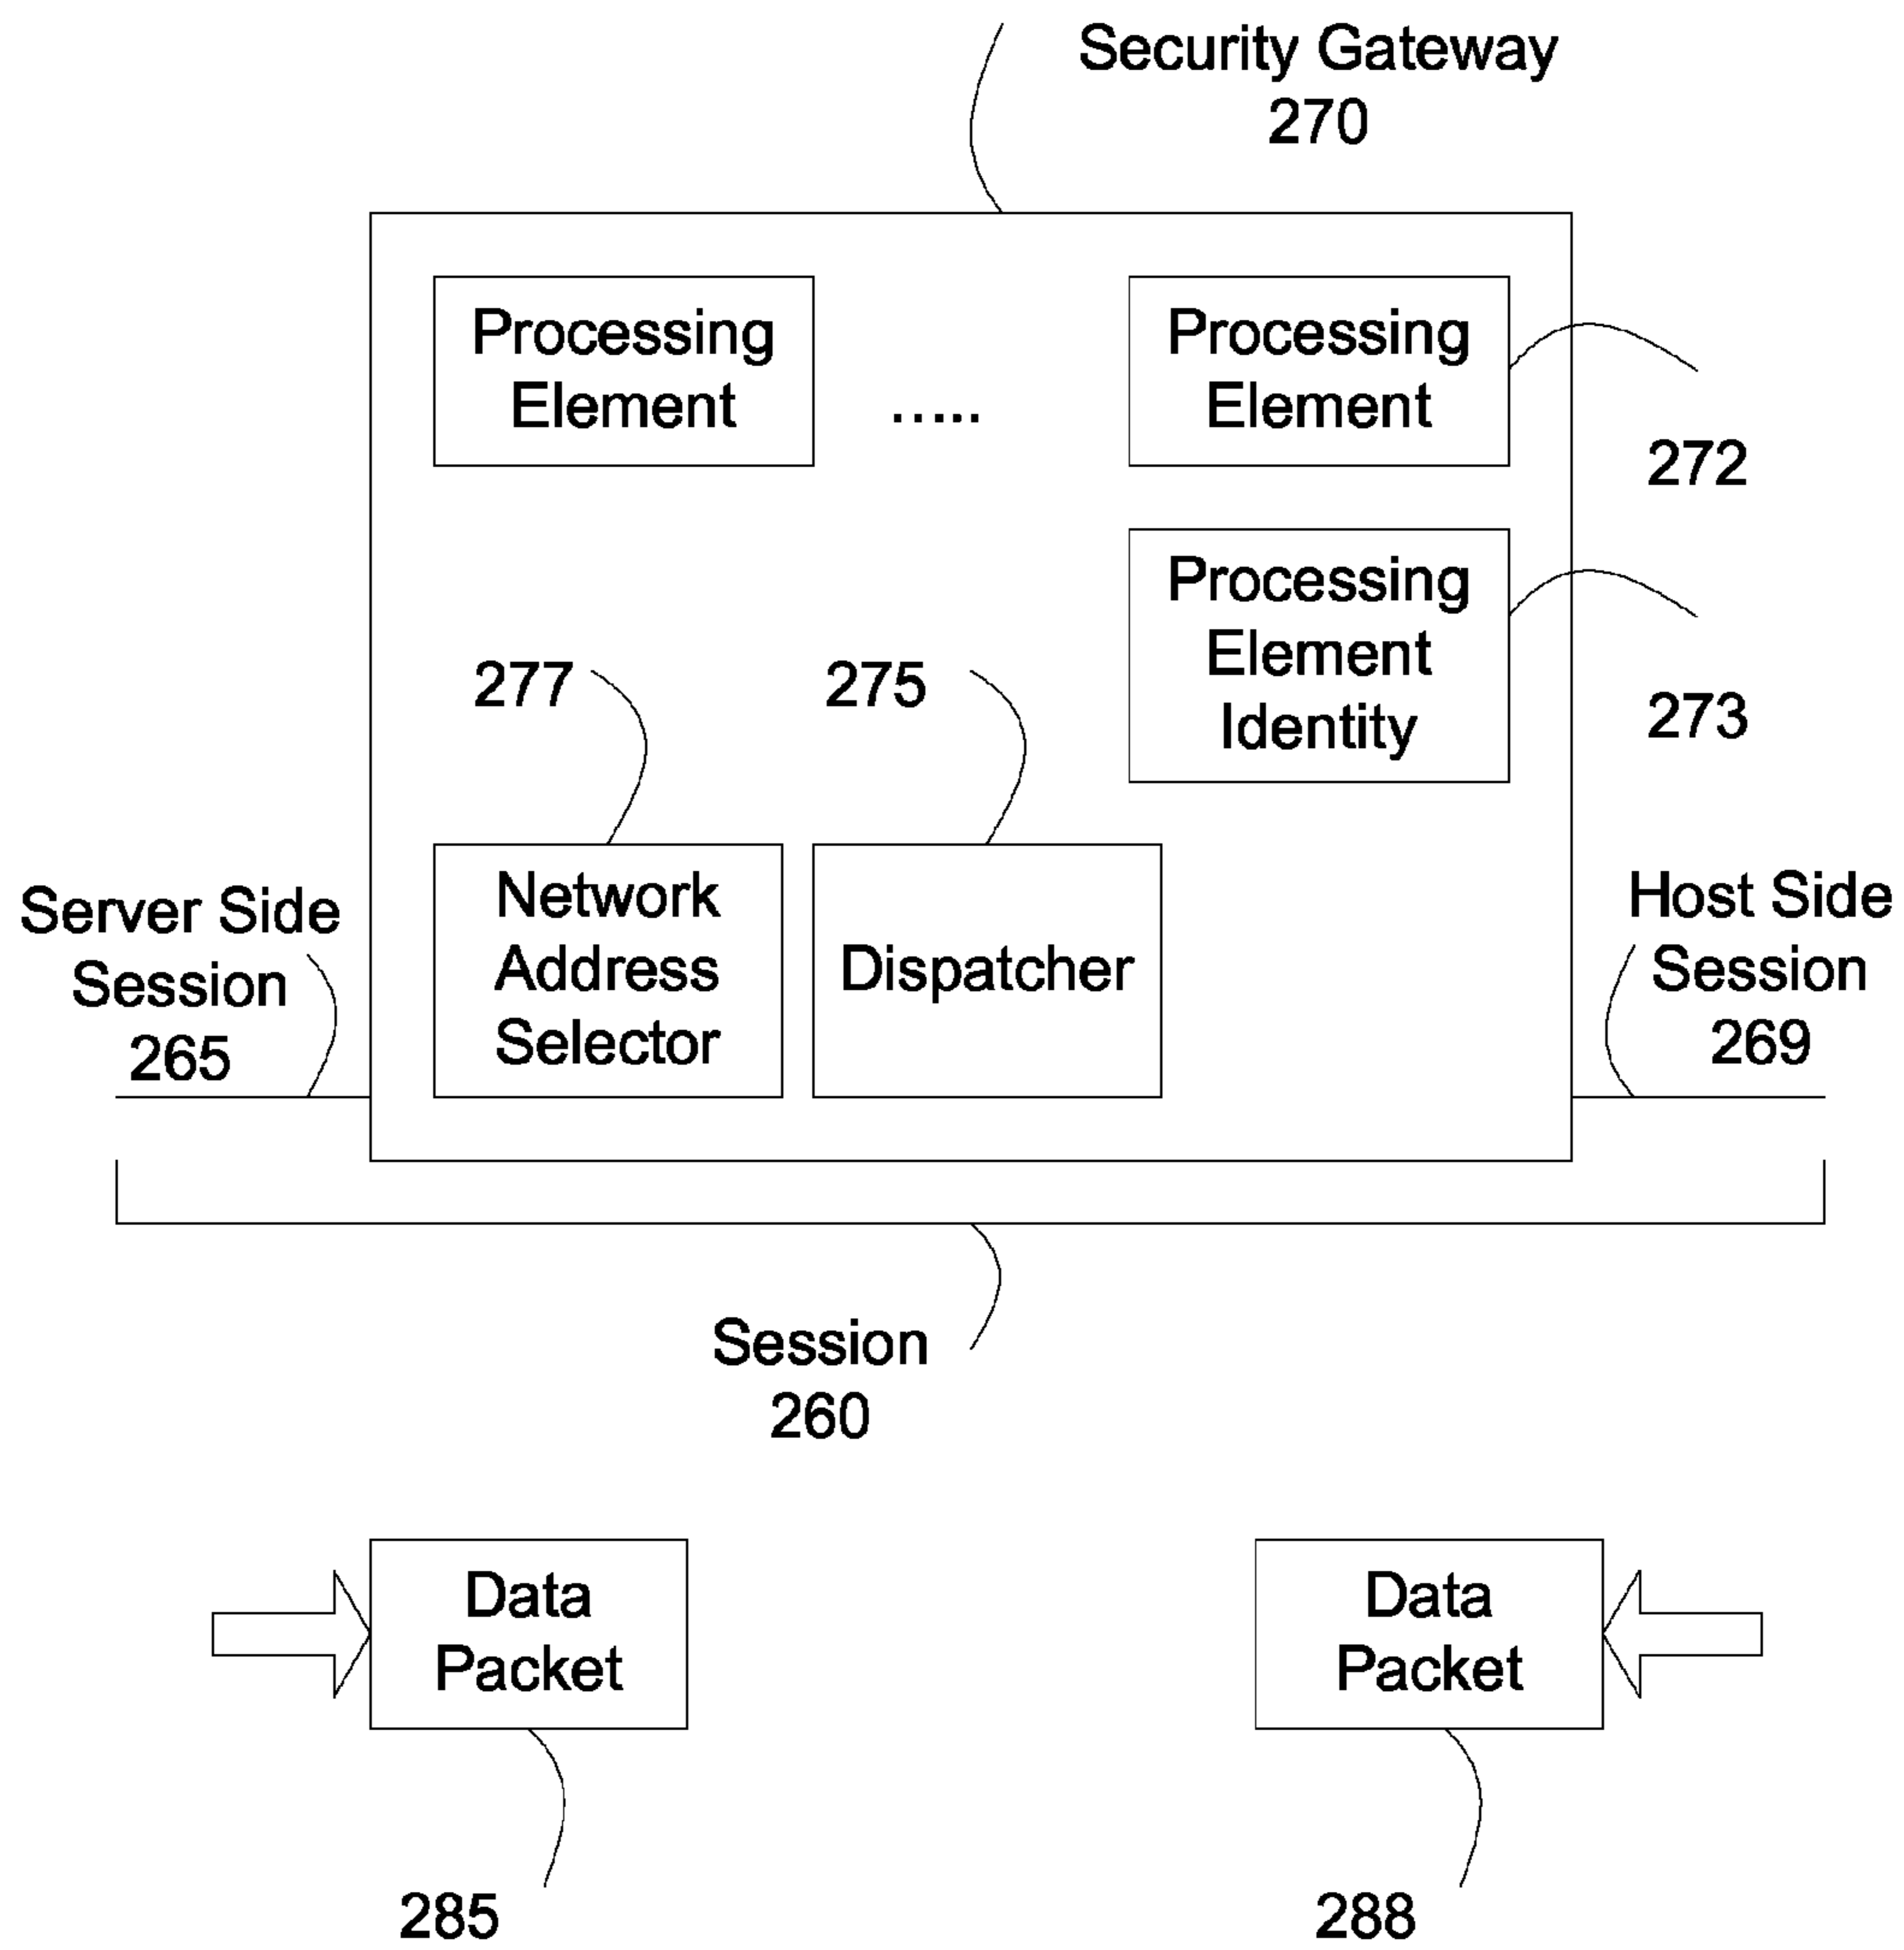 Security Gateway
270
Processing
Element
.....
Processing
Element
272
Processing
Element
Identity
273
277
275
Network
Address
Selector
Dispatcher
Server Side
Session
265
Host Side
Session
269
Session
260
Data
Packet
285
Data
Packet
288